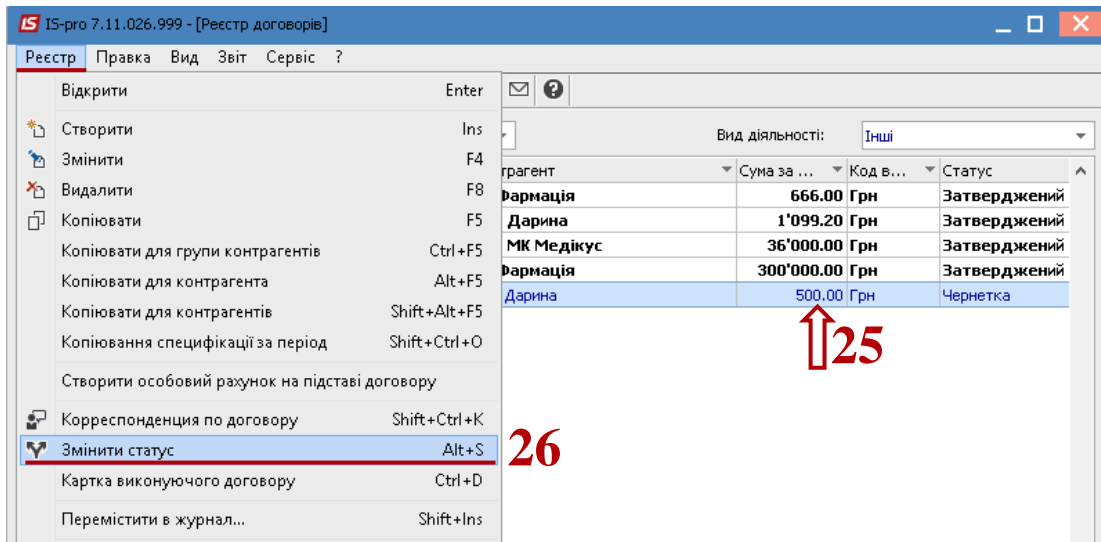 IS-pro 7.11.026.999 - [Реєстр договорів]
Реєстр Правка Вид Звіт Сервіс ?
Відкрити Enter
Створити Ins
Вид діяльності: Інші
Змінити F4
трагент Сума за ... Код в... Статус
Видалити F8
Фармація 666.00 Грн Затверджений
Копіювати F5
Дарина 1'099.20 Грн Затверджений
Копіювати для групи контрагентів Ctrl+F5
МК Медікус 36'000.00 Грн Затверджений
Копіювати для контрагента Alt+F5
Фармація 300'000.00 Грн Затверджений
Дарина 500.00 Грн Чернетка
Копіювати для контрагентів Shift+Alt+F5
Копіювання специфікації за період Shift+Ctrl+O
25
Створити особовий рахунок на підставі договору
Корреспонденция по договору Shift+Ctrl+K
Змінити статус Alt+S
26
Картка виконуючого договору Ctrl+D
Перемістити в журнал... Shift+Ins